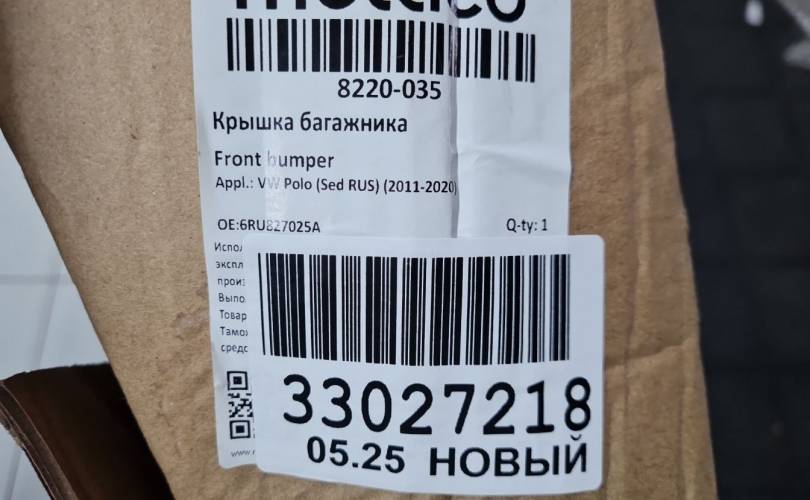 8220-035
Крышка багажника
Front bumper
Appl.: VW Polo (Sed RUS) (2011-2020)
OE:6RU827025A Q-ty: 1
33027218
05.25 НОВЫЙ